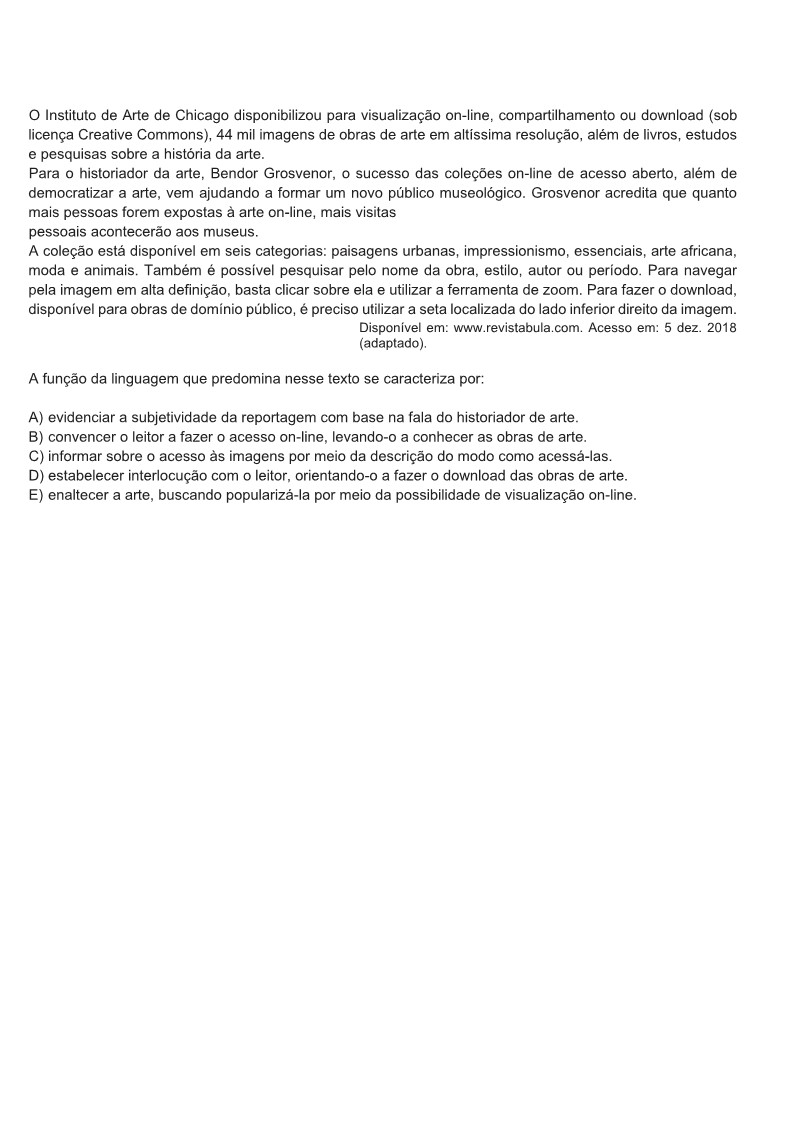 O Instituto de Arte de Chicago disponibilizou para visualização on-line, compartilhamento ou download (sob
licença Creative Commons), 44 mil imagens de obras de arte em altíssima resolução, além de livros, estudos
e pesquisas sobre a história da arte.
Para o historiador da arte, Bendor Grosvenor, o sucesso das coleções on-line de acesso aberto, além de
democratizar a arte, vem ajudando a formar um novo público museológico. Grosvenor acredita que quanto
mais pessoas forem expostas à arte on-line, mais visitas
pessoais acontecerão aos museus.
A coleção está disponível em seis categorias: paisagens urbanas, impressionismo, essenciais, arte africana,
moda e animais. Também é possível pesquisar pelo nome da obra, estilo, autor ou período. Para navegar
pela imagem em alta definição, basta clicar sobre ela e utilizar a ferramenta de zoom. Para fazer o download,
disponível para obras de domínio público, é preciso utilizar a seta localizada do lado inferior direito da imagem.
Disponível em: www.revistabula.com. Acesso em: 5 dez. 2018
(adaptado).
A função da linguagem que predomina nesse texto se caracteriza por:
A) evidenciar a subjetividade da reportagem com base na fala do historiador de arte.
B) convencer o leitor a fazer o acesso on-line, levando-o a conhecer as obras de arte.
C) informar sobre o acesso às imagens por meio da descrição do modo como acessá-las.
D) estabelecer interlocução com o leitor, orientando-o a fazer o download das obras de arte.
E) enaltecer a arte, buscando popularizá-la por meio da possibilidade de visualização on-line.